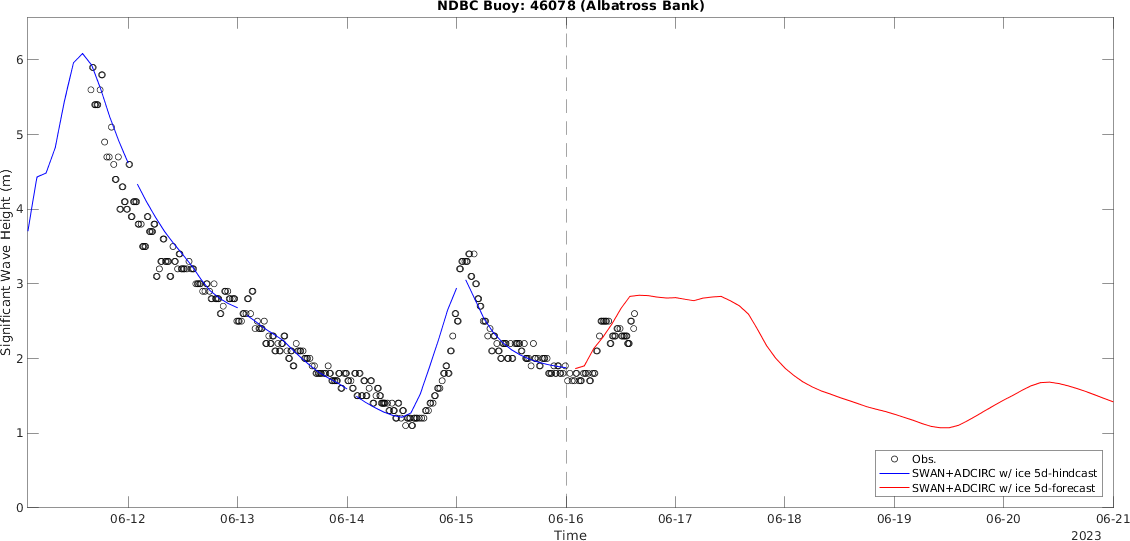 NDBC Buoy: 46078 (Albatross Bank)
Significant Wave Height (m)
6
5
4
3
2
1
0
Obs.
SWAN+ADCIRC w/ ice 5d-hindcast
SWAN+ADCIRC w/ ice 5d-forecast
06-12 06-13 06-14 06-15 06-16 06-17 06-18 06-19 06-20 06-21
Time
2023